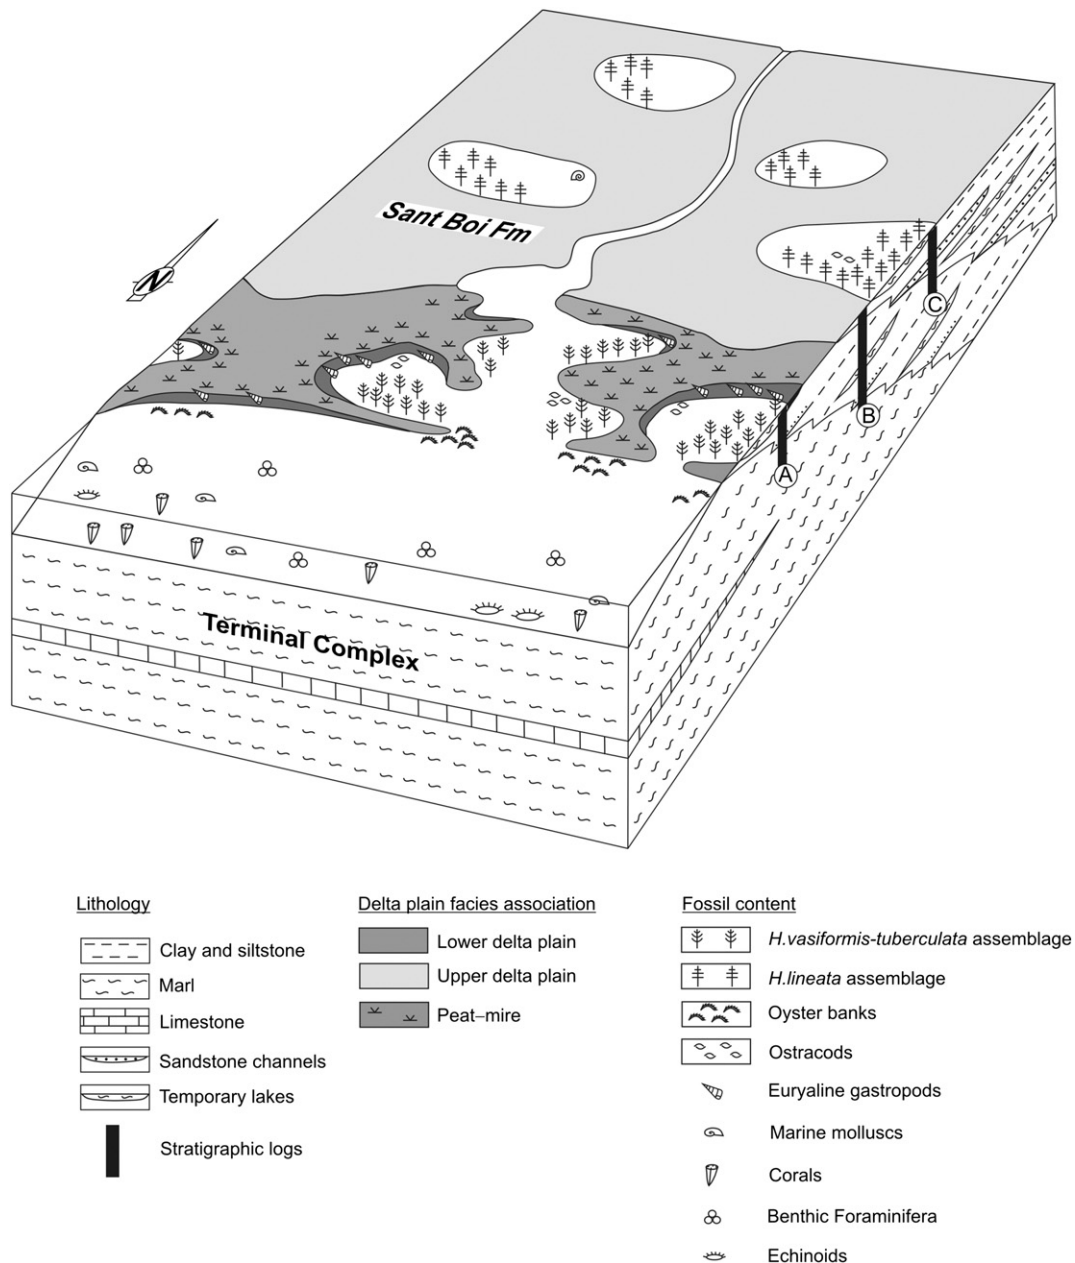 Sant Boi Fm
N
C
B
A
Terminal Complex
Lithology
Clay and siltstone
Marl
Limestone
Sandstone channels
Temporary lakes
Stratigraphic logs
Delta plain facies association
Lower delta plain
Upper delta plain
Peat–mire
Fossil content
H.vasiformis-tuberculata assemblage
H.lineata assemblage
Oyster banks
Ostracods
Euryaline gastropods
Marine molluscs
Corals
Benthic Foraminifera
Echinoids